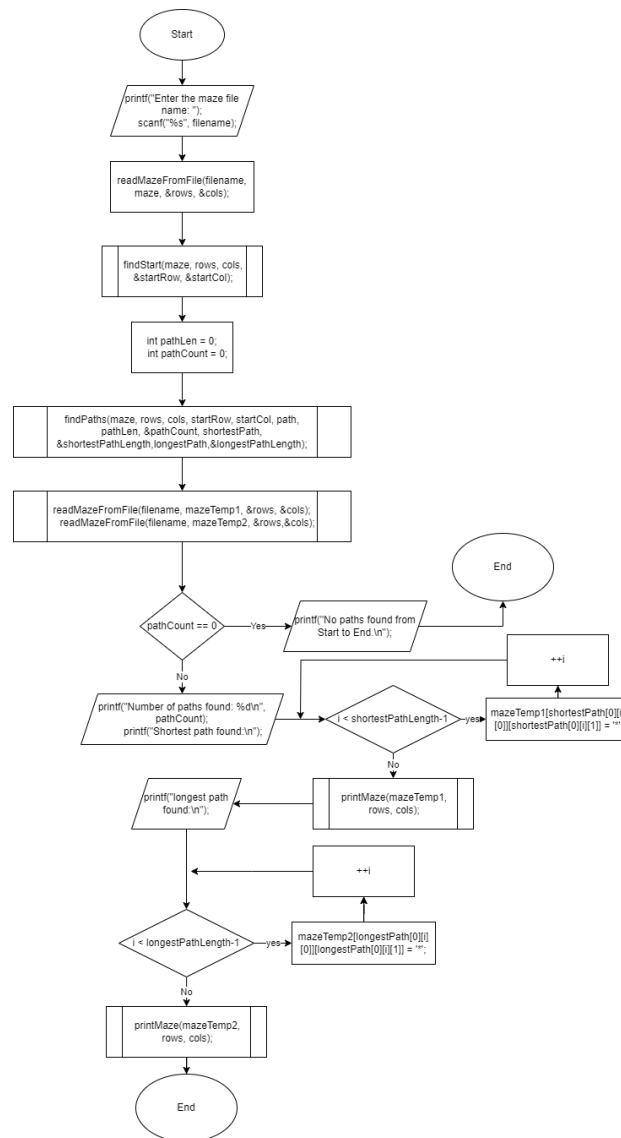 Start
printf("Enter the maze file
name: ");
scanf("%s", filename);
readMazeFromFile(filename,
maze, &rows, &cols);
findStart(maze, rows, cols,
&startRow, &startCol);
int pathLen = 0;
int pathCount = 0;
findPaths(maze, rows, cols, startRow, startCol, path,
pathLen, &pathCount, shortestPath,
&shortestPathLength,longestPath,&longestPathLength);
readMazeFromFile(filename, mazeTemp1, &rows, &cols);
readMazeFromFile(filename, mazeTemp2, &rows,&cols);
End
pathCount == 0
Yes
printf("No paths found from
Start to End.\n");
No
++i
printf("Number of paths found: %d\n",
pathCount);
printf("Shortest path found:\n");
i < shortestPathLength-1
yes
mazeTemp1[shortestPath[0][i]
[0]][shortestPath[0][i][1]] = '*'
No
printMaze(mazeTemp1,
rows, cols);
printf("longest path
found:\n");
++i
i < longestPathLength-1
yes
mazeTemp2[longestPath[0][i]
[0]][longestPath[0][i][1]] = '*';
No
printMaze(mazeTemp2,
rows, cols);
End